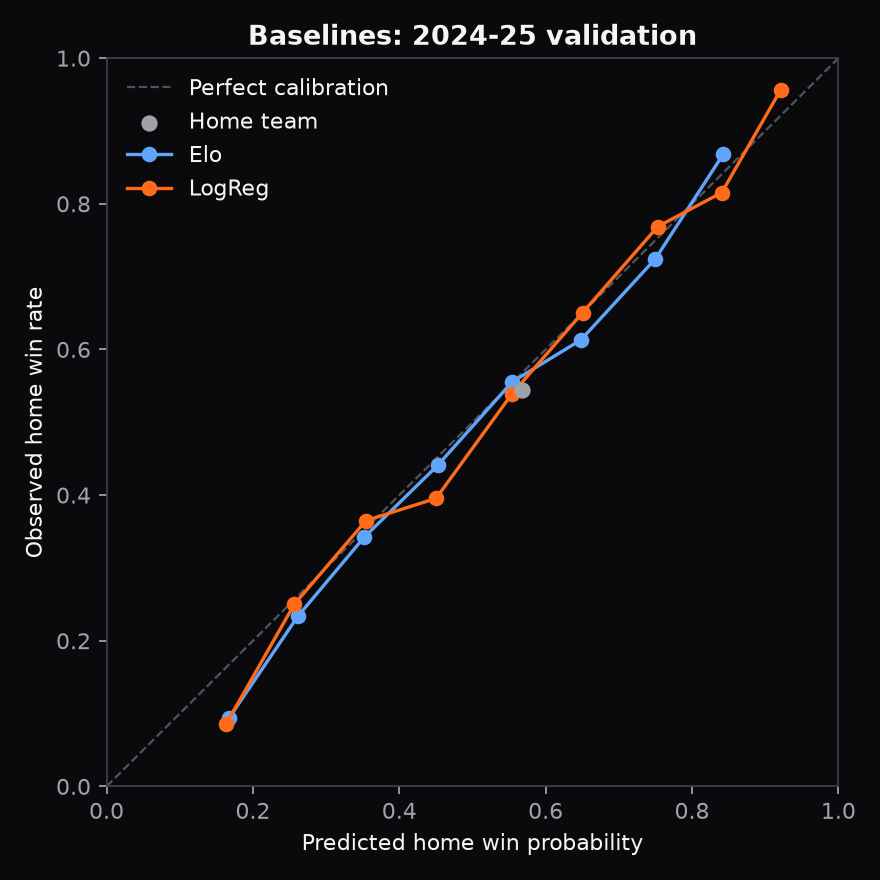 Baselines: 2024-25 validation
Perfect calibration
Home team
Elo
LogReg
Observed home win rate
1.0
0.8
0.6
0.4
0.2
0.0
0.0 0.2 0.4 0.6 0.8 1.0
Predicted home win probability